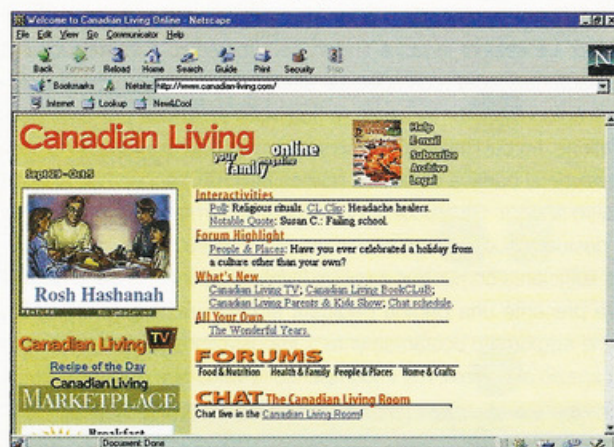 Welcome to Canadian Living Online - Netscape
File Edit View Go Communicator Help
Back Forward Reload Home Search Guide Print Security Stop
Bookmarks Netsite: http://www.canadian-living.com/
Internet Lookup New&Cool
N
Canadian Living
your family magazine online
Help
E-mail
Subscribe
Archive
Legal
Sept 29 - Oct 5
Rosh Hashanah
Canadian Living TV
Recipe of the Day
Canadian Living
MARKETPLACE
Breakfast
Interactivities
Poll: Religious rituals. CL Clip: Headache healers.
Notable Quote: Susan C.: Failing school.
Forum Highlight
People & Places: Have you ever celebrated a holiday from
a culture other than your own?
What's New
Canadian Living TV; Canadian Living BookCLuB;
Canadian Living Parents & Kids Show; Chat schedule.
All Your Own
The Wonderful Years.
FORUMS
Food & Nutrition Health & Family People & Places Home & Crafts
CHAT The Canadian Living Room
Chat live in the Canadian Living Room!
Document: Done